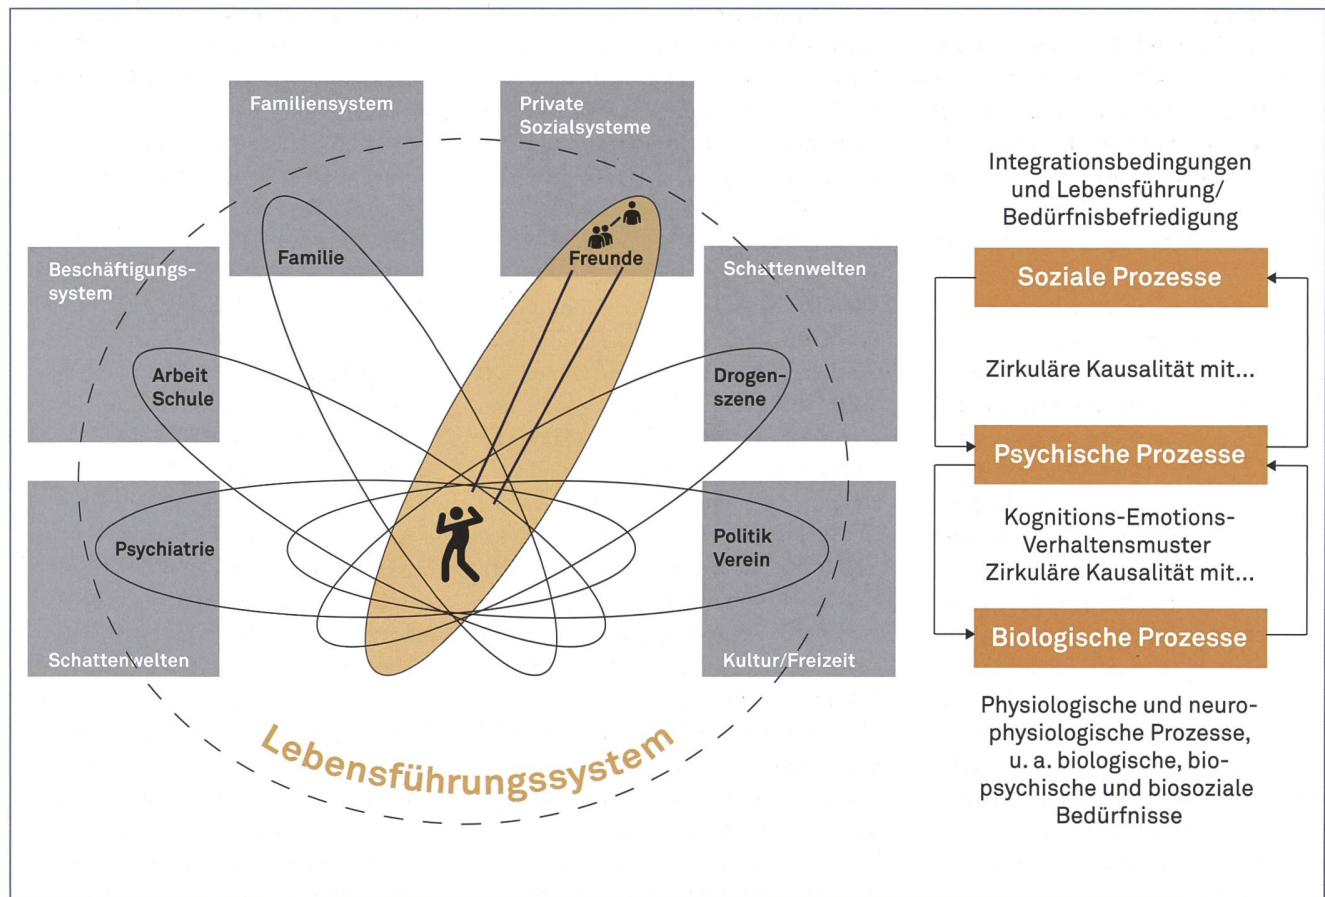 Familiensystem
Private
Sozialsysteme
Familie
Freunde
Beschäftigungs-
system
Schattenwelten
Arbeit
Schule
Drogen-
szene
Psychiatrie
Politik
Verein
Schattenwelten
Kultur/Freizeit
Lebensführungssystem
Integrationsbedingungen
und Lebensführung/
Bedürfnisbefriedigung
Soziale Prozesse
Zirkuläre Kausalität mit...
Psychische Prozesse
Kognitions-Emotions-
Verhaltensmuster
Zirkuläre Kausalität mit...
Biologische Prozesse
Physiologische und neuro-
physiologische Prozesse,
u. a. biologische, bio-
psychische und biosoziale
Bedürfnisse